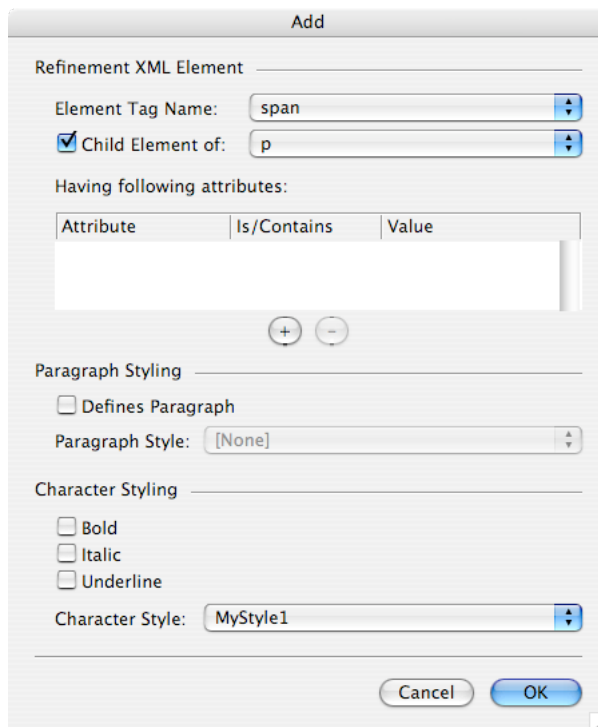 Add
Refinement XML Element
Element Tag Name: span
Child Element of: p
Having following attributes:
Attribute Is/Contains Value
+ -
Paragraph Styling
Defines Paragraph
Paragraph Style: [None]
Character Styling
Bold
Italic
Underline
Character Style: MyStyle1
Cancel OK